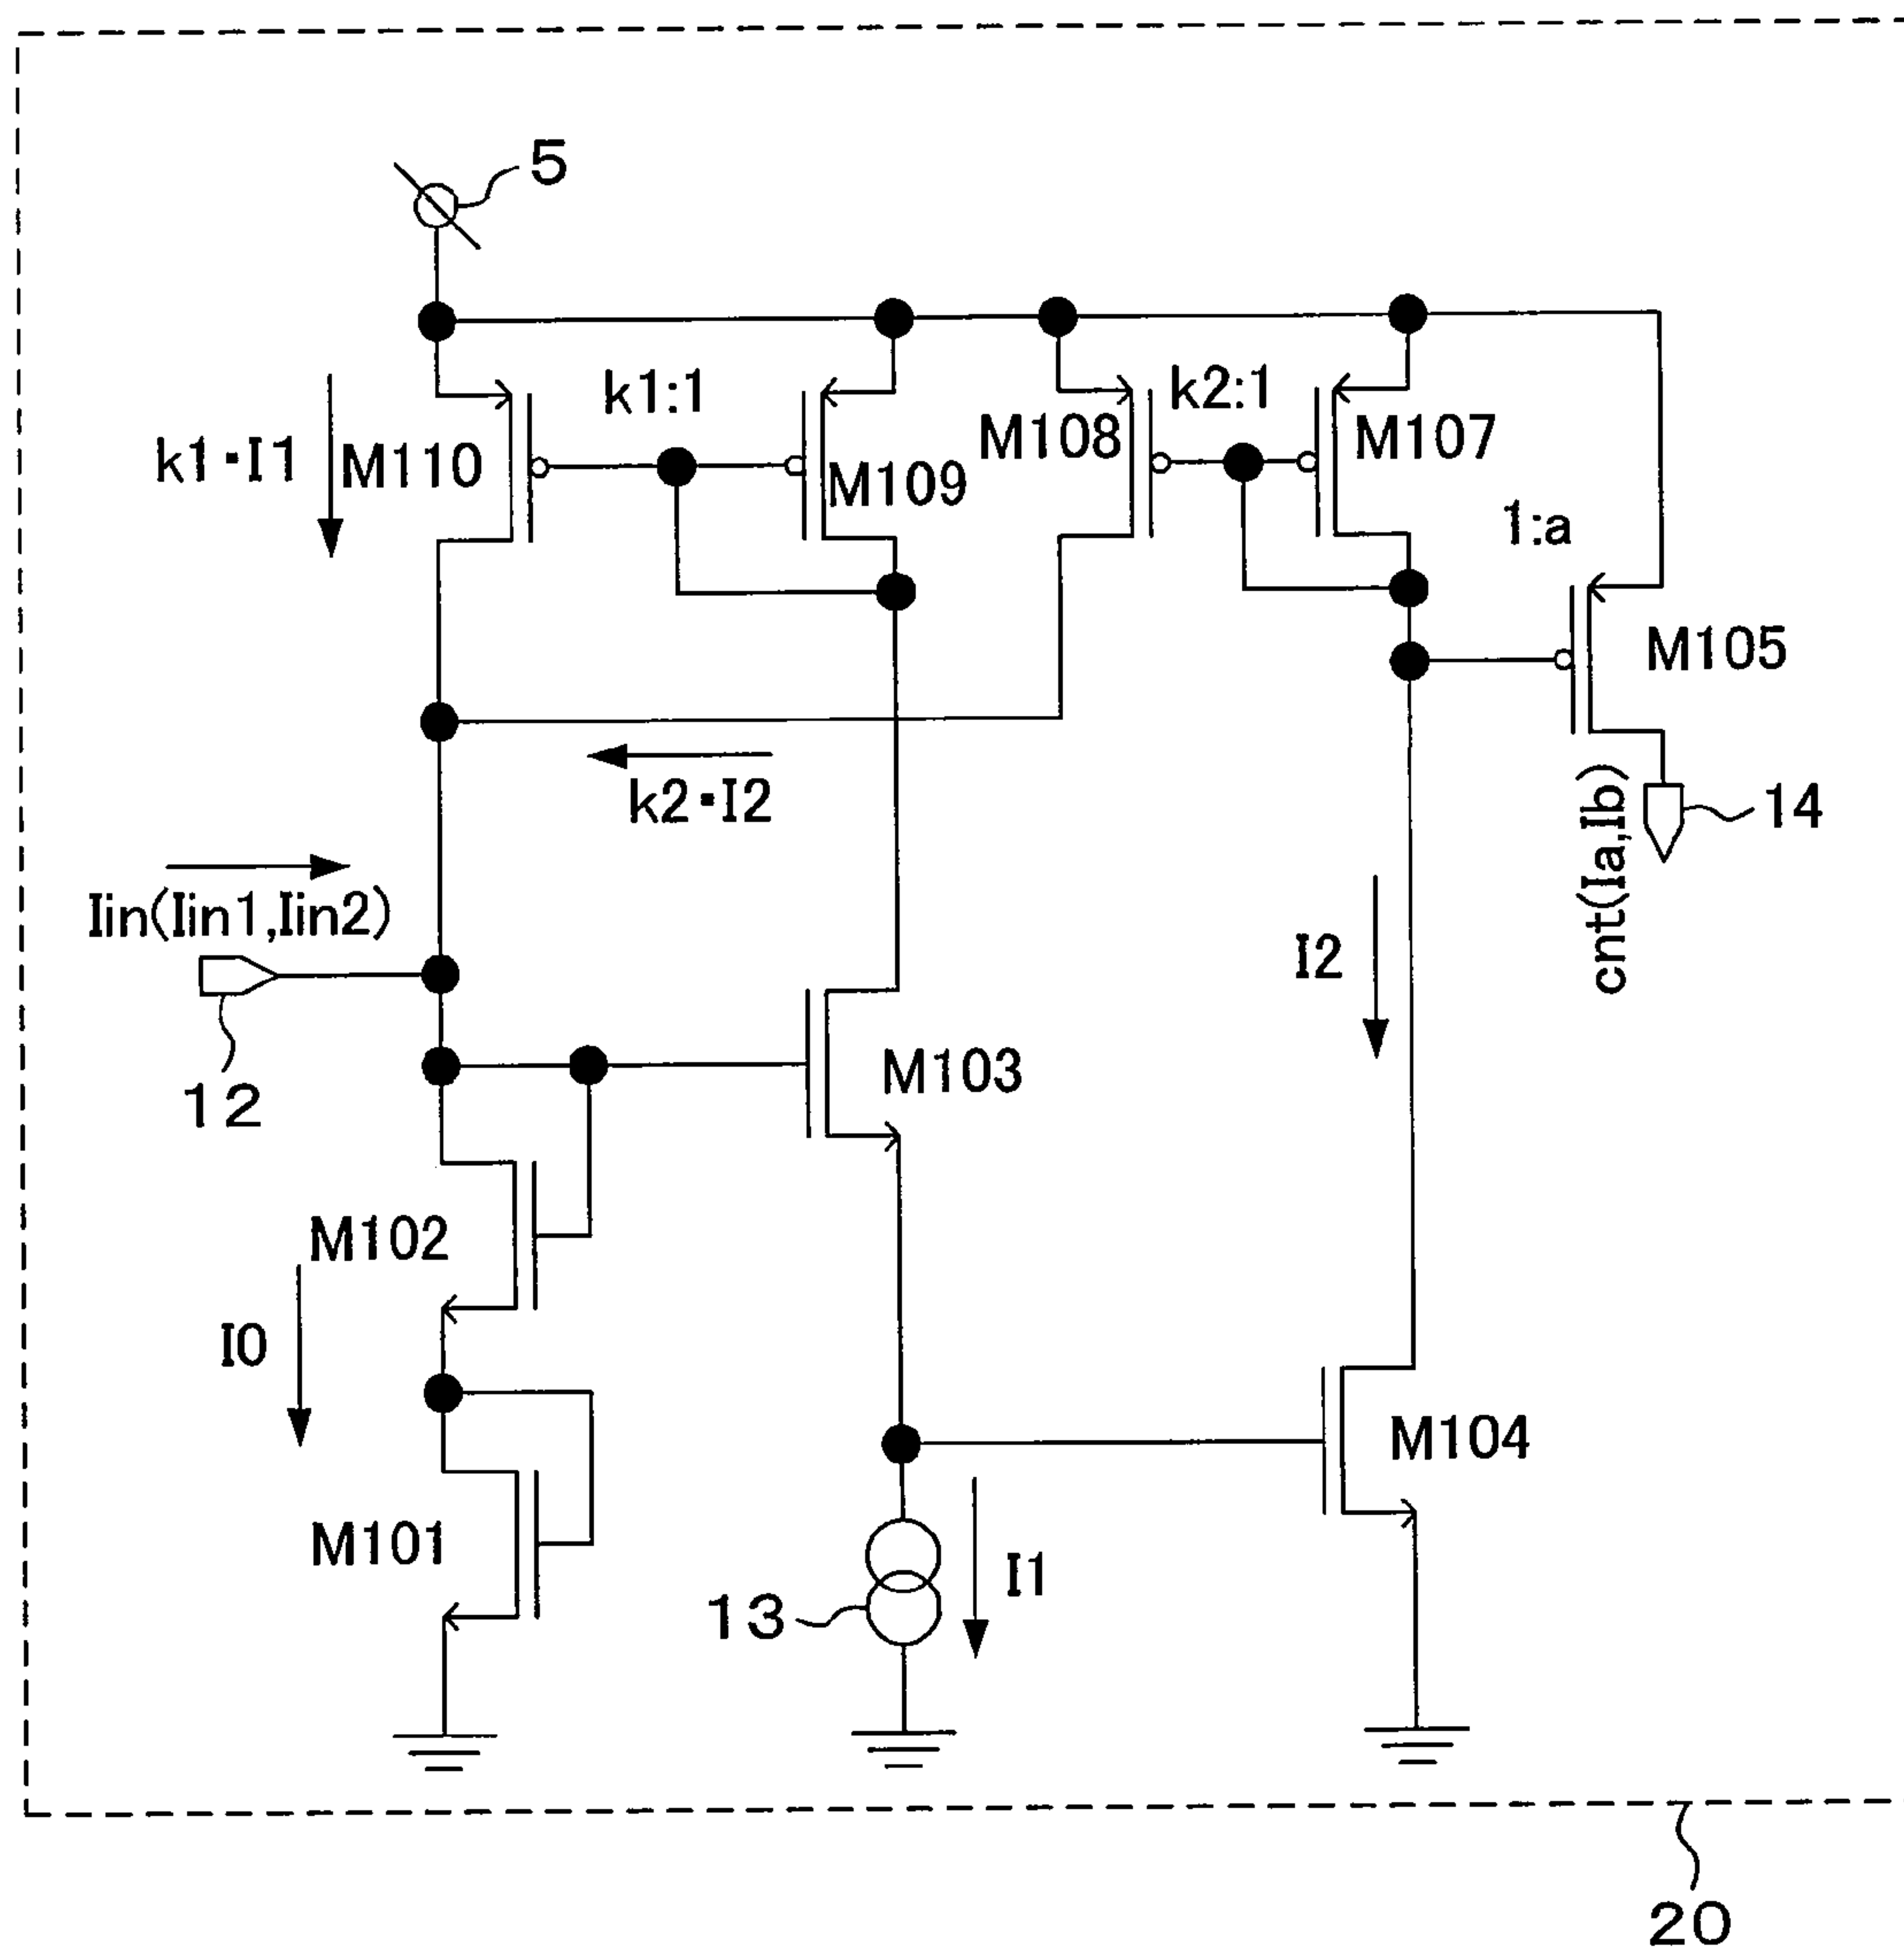 5
k1:1
k2:1
k1・I1
M110
M109
M108
M107
1:a
M105
k2・I2
14
cnt(Ia,Ib)
Iin(Iin1,Iin2)
I2
12
M103
M102
I0
M104
M101
13
I1
20